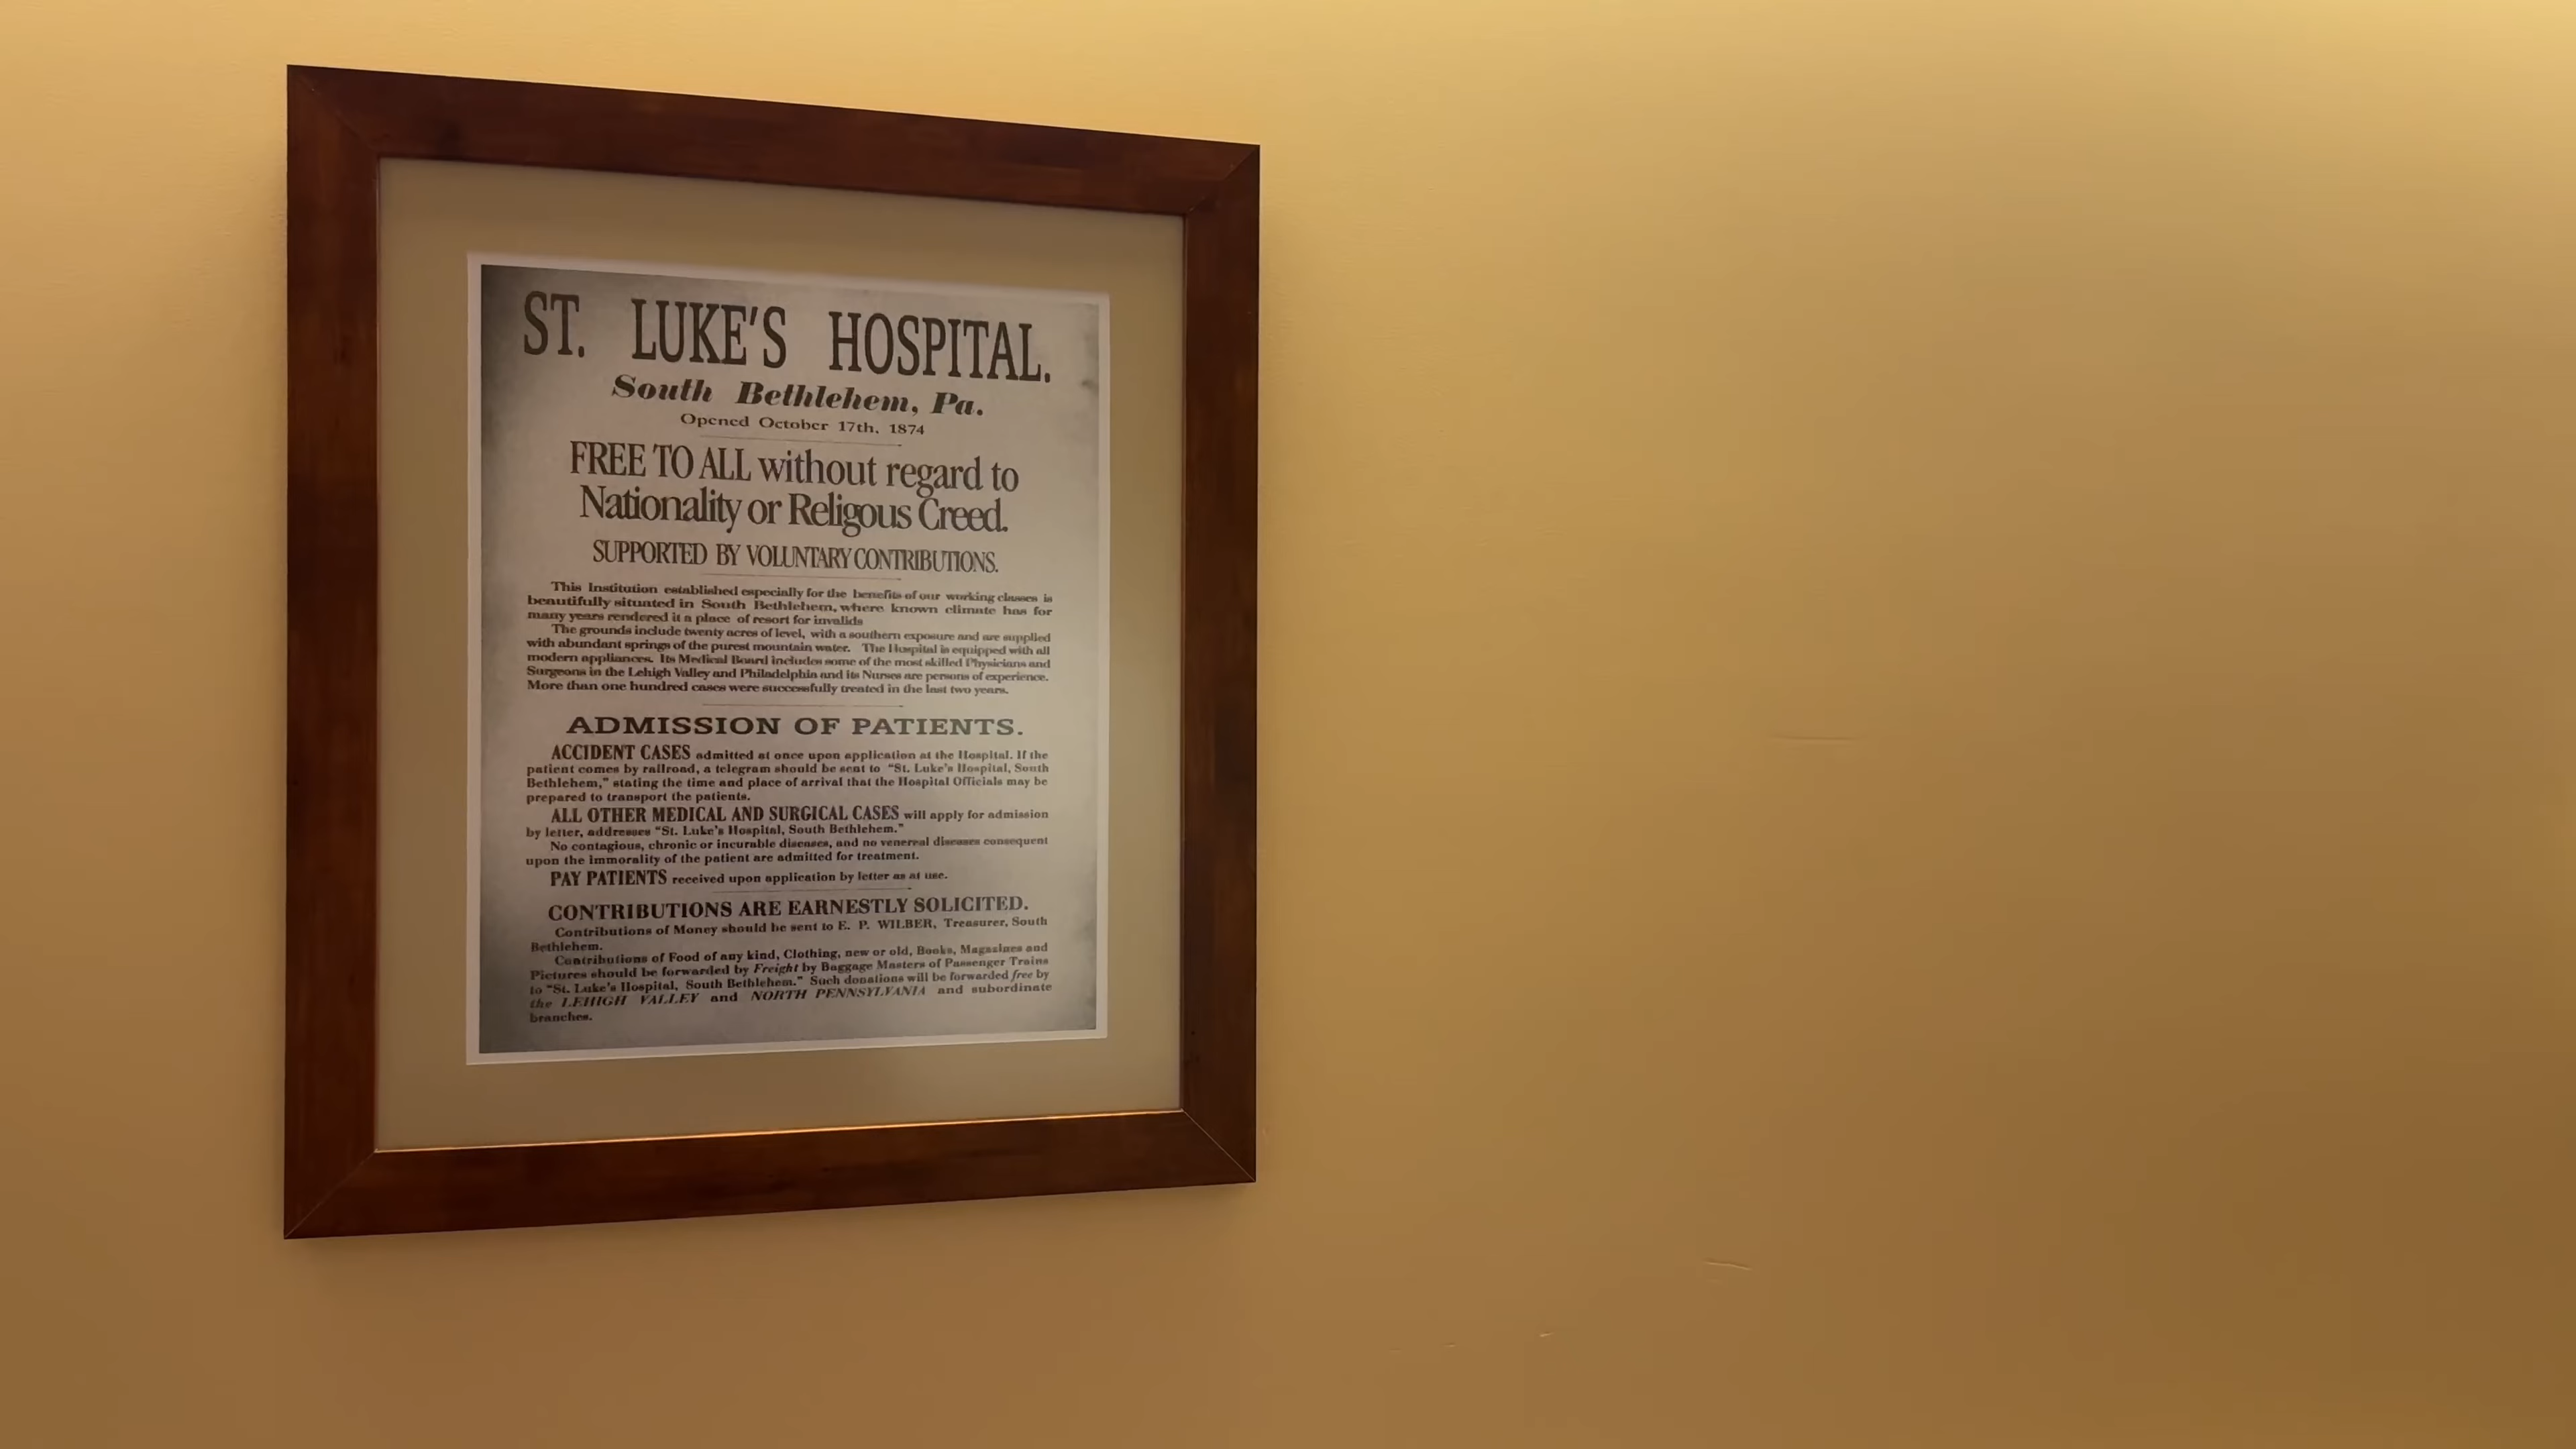 ST. LUKE'S HOSPITAL.
South Bethlehem, Pa.
Opened October 17th, 1874
FREE TO ALL without regard to
Nationality or Religous Creed.
SUPPORTED BY VOLUNTARY CONTRIBUTIONS.
This Institution established especially for the benefits of our working classes is
beautifully situated in South Bethlehem, where known climate has for
many years rendered it a place of resort for invalids
The grounds include twenty acres of level, with a southern exposure and are supplied
with abundant springs of the purest mountain water. The Hospital is equipped with all
modern appliances. Its Medical Board includes some of the most skilled Physicians and
Surgeons in the Lehigh Valley and Philadelphia and its Nurses are persons of experience.
More than one hundred cases were successfully treated in the last two years.
ADMISSION OF PATIENTS.
ACCIDENT CASES admitted at once upon application at the Hospital. If the
patient comes by railroad, a telegram should be sent to "St. Luke's Hospital, South
Bethlehem," stating the time and place of arrival that the Hospital Officials may be
prepared to transport the patients.
ALL OTHER MEDICAL AND SURGICAL CASES will apply for admission
by letter, addresses "St. Luke's Hospital, South Bethlehem."
No contagious, chronic or incurable diseases, and no venereal diseases consequent
upon the immorality of the patient are admitted for treatment.
PAY PATIENTS received upon application by letter as at use.
CONTRIBUTIONS ARE EARNESTLY SOLICITED.
Contributions of Money should be sent to E. P. WILBER, Treasurer, South
Bethlehem.
Contributions of Food of any kind, Clothing, new or old, Books, Magazines and
Pictures should be forwarded by Freight by Baggage Masters of Passenger Trains
to "St. Luke's Hospital, South Bethlehem." Such donations will be forwarded free by
the LEHIGH VALLEY and NORTH PENNSYLVANIA and subordinate
branches.